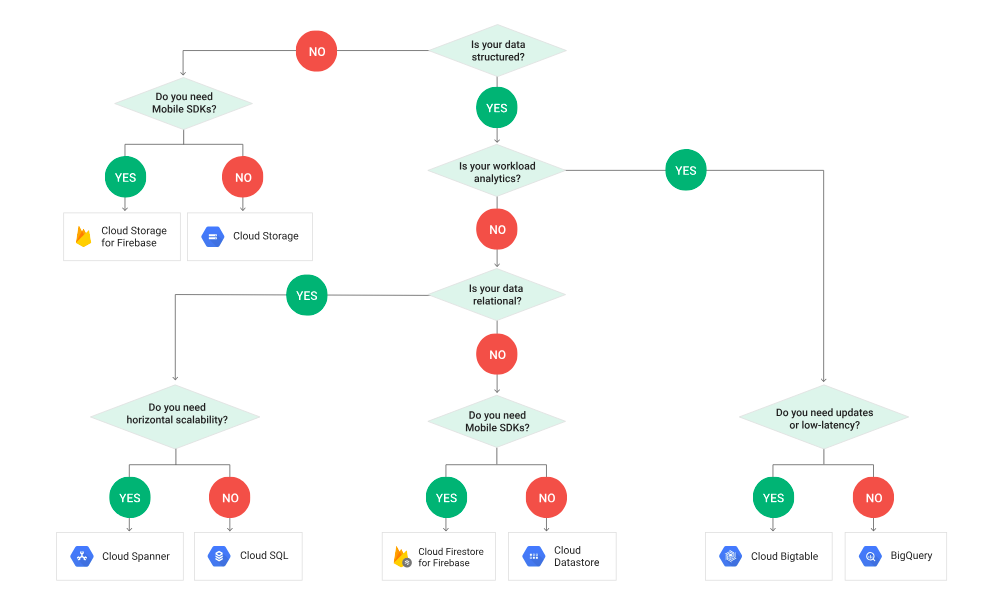 Is your data
structured?
NO
YES
Do you need
Mobile SDKs?
YES
NO
Cloud Storage
for Firebase
Cloud Storage
Is your workload
analytics?
YES
NO
Is your data
relational?
YES
NO
Do you need
horizontal scalability?
YES
NO
Cloud Spanner
Cloud SQL
Do you need
Mobile SDKs?
YES
NO
Cloud Firestore
for Firebase
Cloud
Datastore
Do you need updates
or low-latency?
YES
NO
Cloud Bigtable
BigQuery